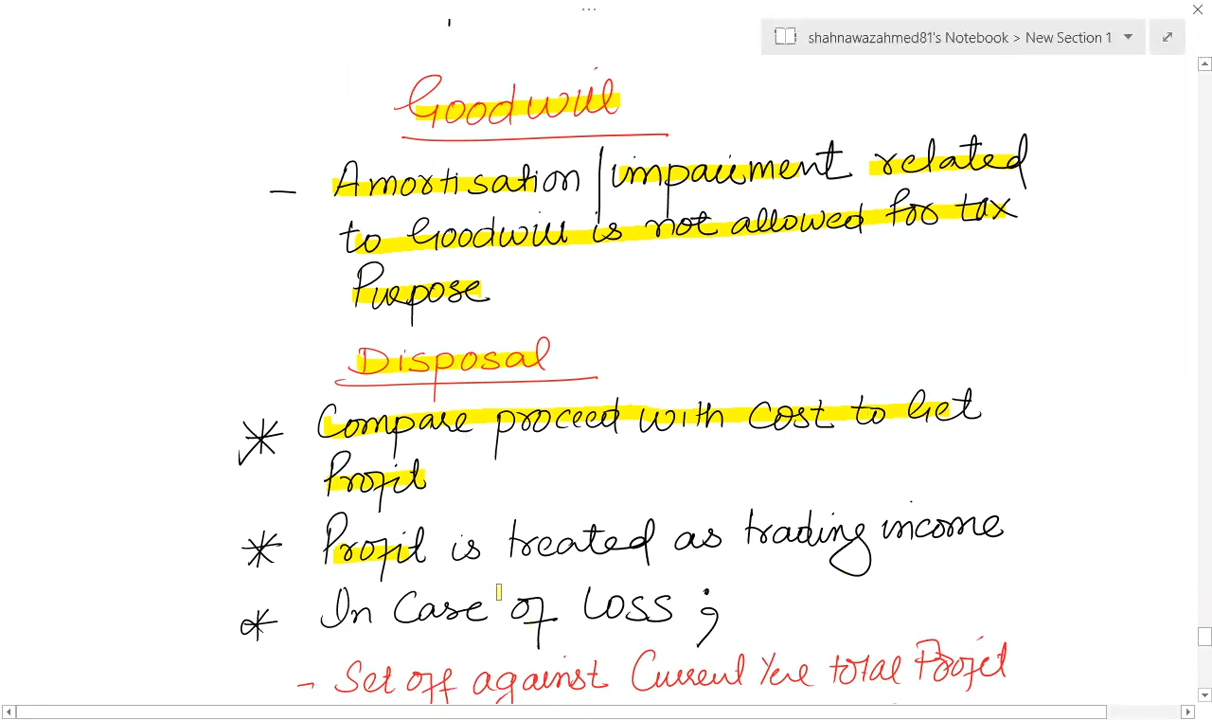 shahnawazahmed81's Notebook > New Section 1
Goodwill
- Amortisation/impairment related
to Goodwill is not allowed for tax
Purpose
Disposal
* Compare proceed with cost to Get
Profit
* Profit is treated as trading income
* In Case of Loss ;
- Set off against Current Year total Profit